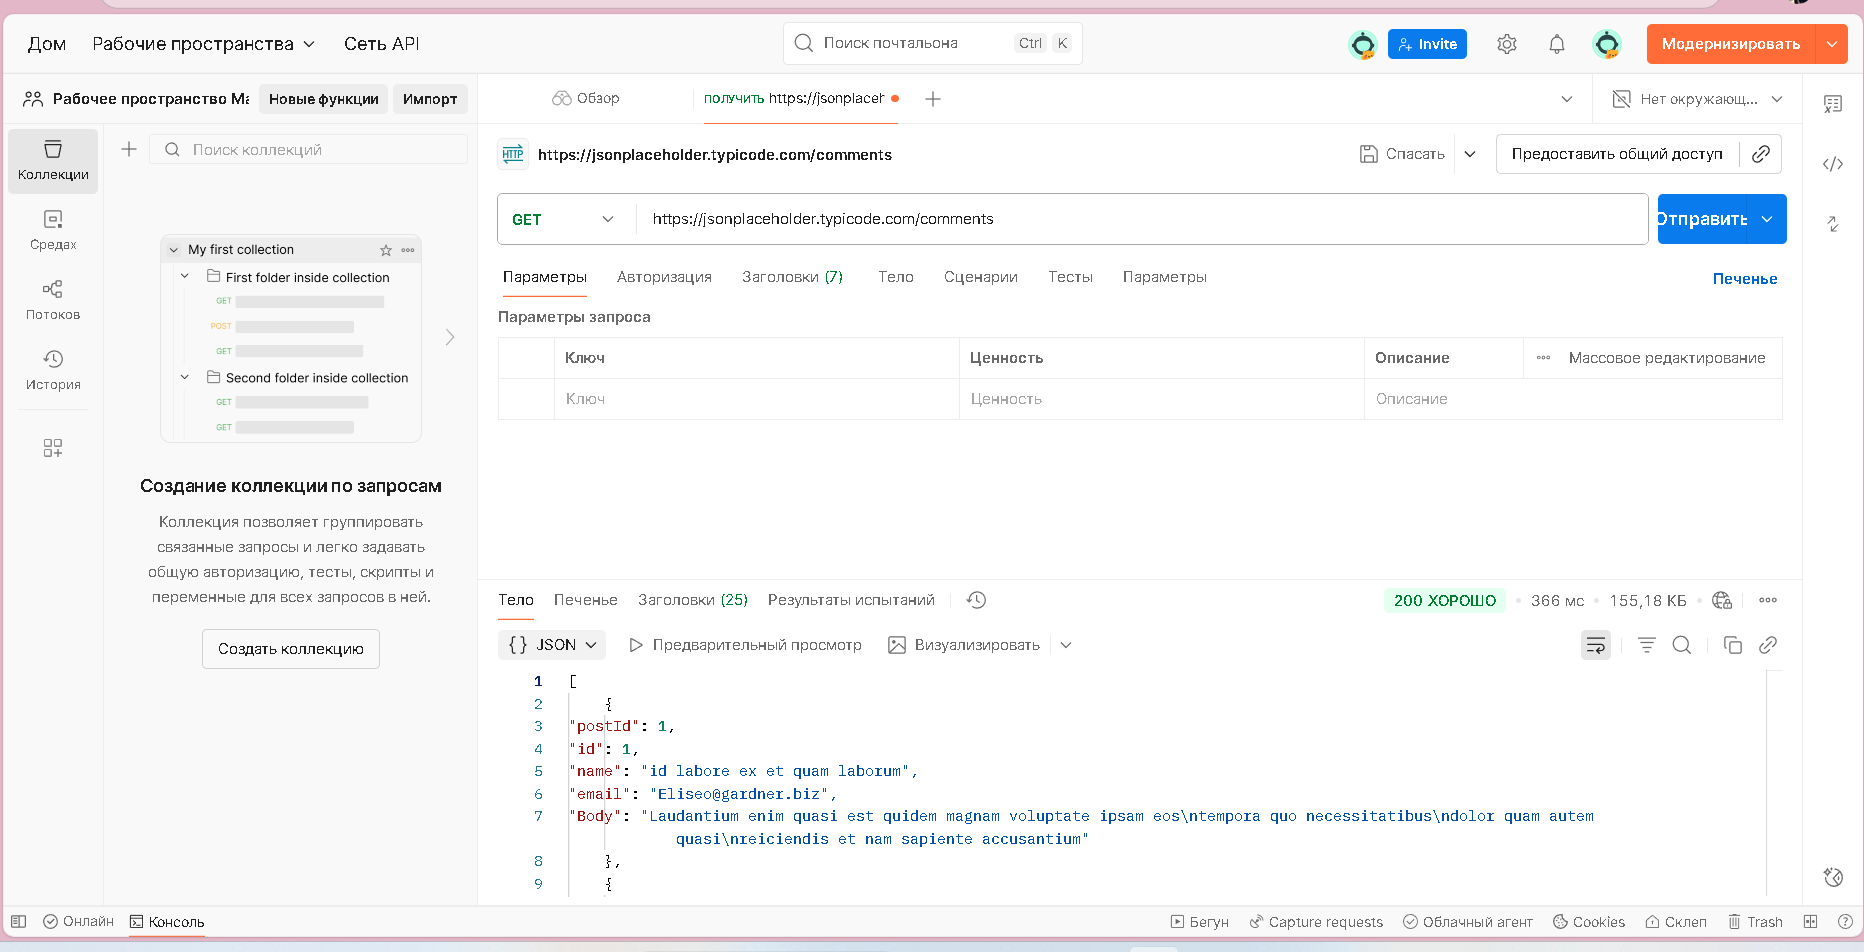 Дом Рабочие пространства Сеть API Поиск почтальона Ctrl K Invite Модернизировать
Рабочее пространство Ма Новые функции Импорт Обзор ПОЛУЧИТЬ https://jsonplaceh Нет окружающ...
Коллекции
Поиск коллекций
HTTP https://jsonplaceholder.typicode.com/comments Спасать Предоставить общий доступ
Средах
GET https://jsonplaceholder.typicode.com/comments Отправить
My first collection
First folder inside collection
GET
POST
GET
Second folder inside collection
GET
GET
Потоков
История
Параметры Авторизация Заголовки (7) Тело Сценарии Тесты Параметры Печенье
Параметры запроса
Ключ Ценность Описание Массовое редактирование
Ключ Ценность Описание
Создание коллекции по запросам
Коллекция позволяет группировать
связанные запросы и легко задавать
общую авторизацию, тесты, скрипты и
переменные для всех запросов в ней.
Создать коллекцию
Тело Печенье Заголовки (25) Результаты испытаний 200 ХОРОШО • 366 мс • 155,18 КБ •
{} JSON Предварительный просмотр Визуализировать
1 [
2 {
3 "postId": 1,
4 "id": 1,
5 "name": "id labore ex et quam laborum",
6 "email": "Eliseo@gardner.biz",
7 "Body": "Laudantium enim quasi est quidem magnam voluptate ipsam eos\ntempora quo necessitatibus\ndolor quam autem
quasi\nreiciendis et nam sapiente accusantium"
8 },
9 {
Онлайн Консоль Бегун Capture requests Облачный агент Cookies Склеп Trash